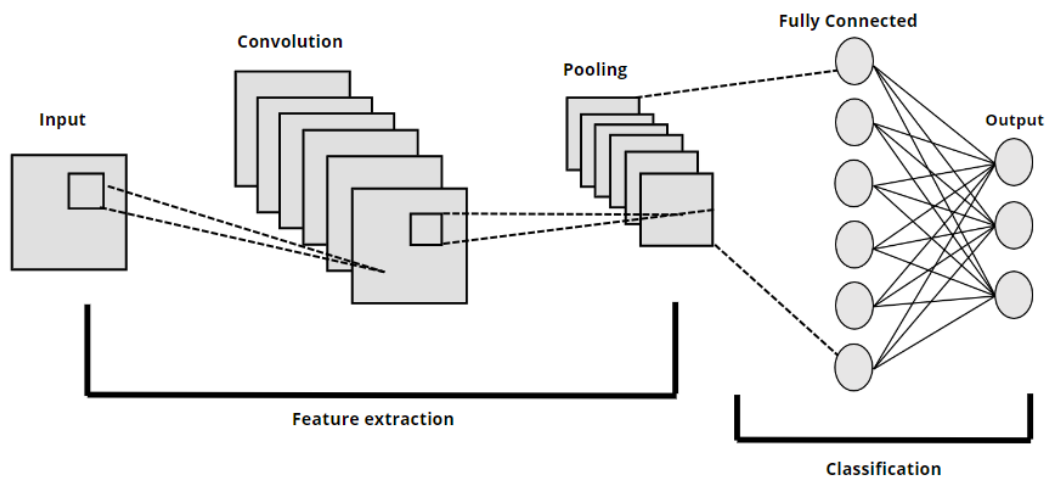 Input
Convolution
Pooling
Fully Connected
Output
Feature extraction
Classification